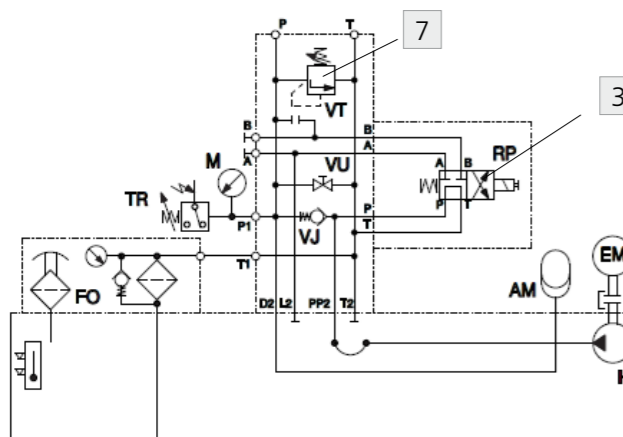 P T
7
3
VT
B B A B RP
A A
M VU
TR
P1 VJ P P T
T
T1
EM
FO AM
D2 L2 PP2 T2